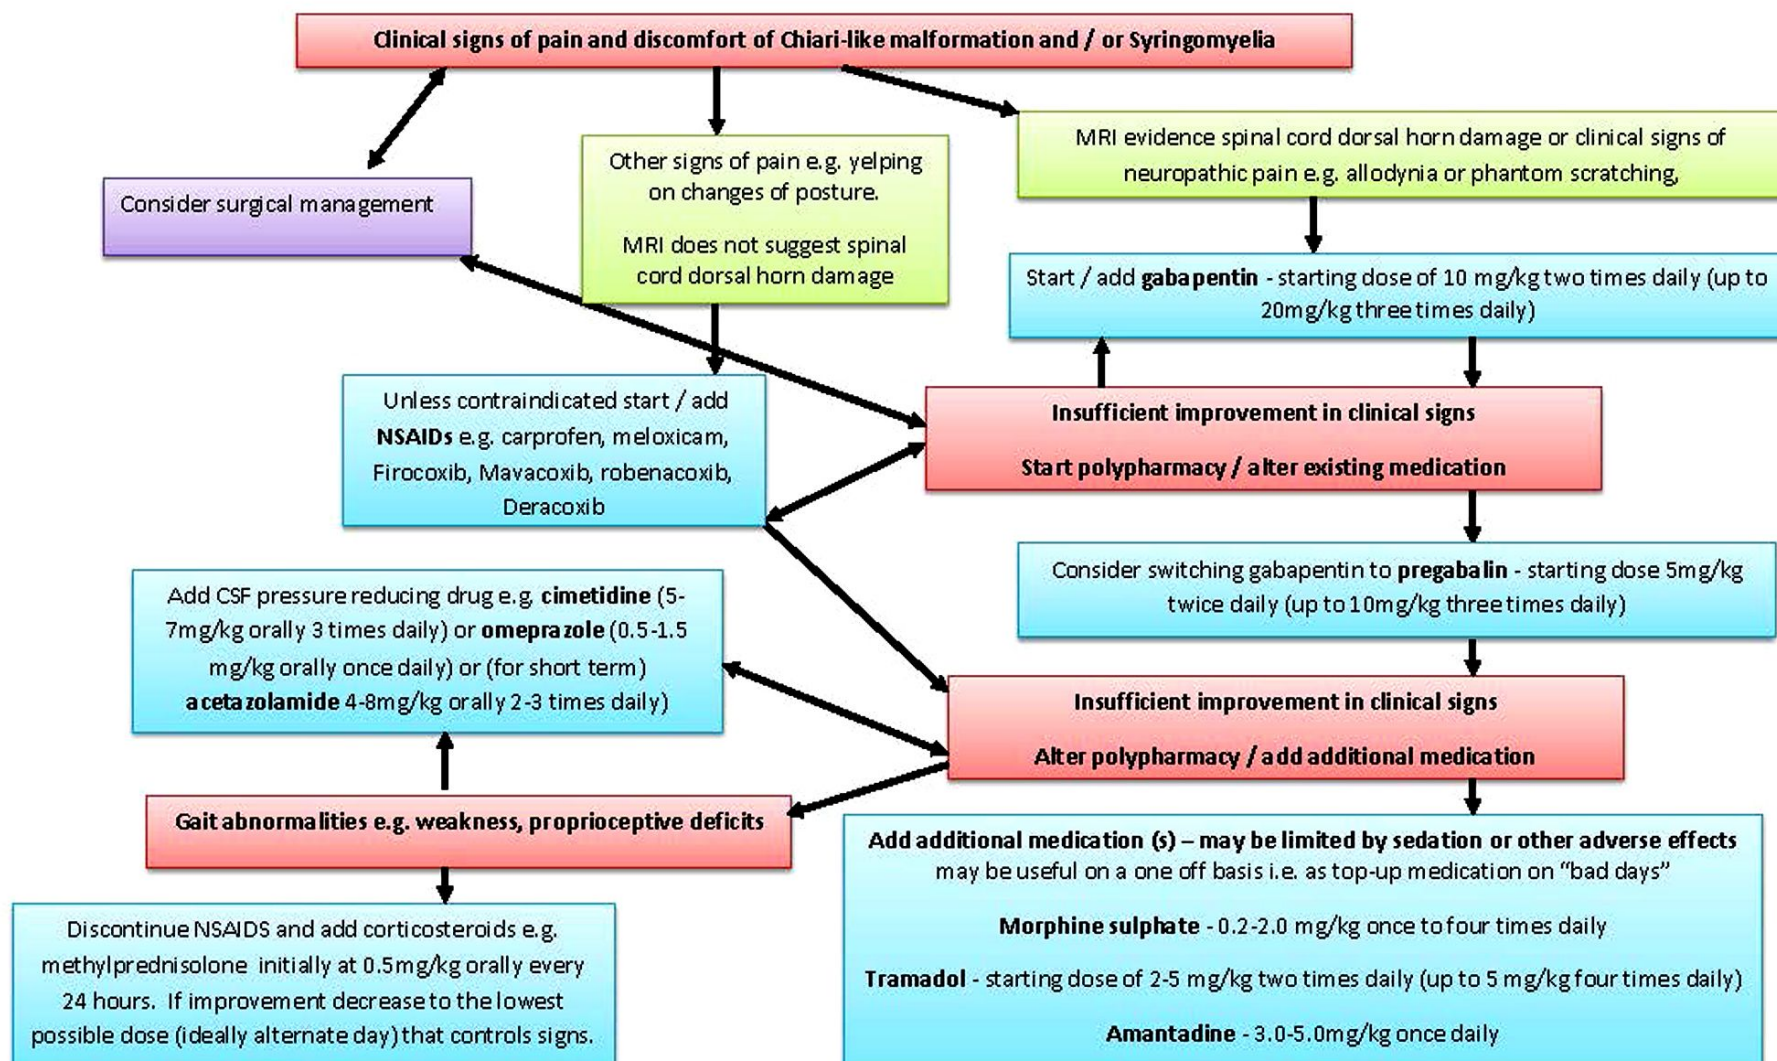 Clinical signs of pain and discomfort of Chiari-like malformation and / or Syringomyelia
Consider surgical management
Other signs of pain e.g. yelping
on changes of posture.
MRI does not suggest spinal
cord dorsal horn damage
MRI evidence spinal cord dorsal horn damage or clinical signs of
neuropathic pain e.g. allodynia or phantom scratching,
Start / add gabapentin - starting dose of 10 mg/kg two times daily (up to
20mg/kg three times daily)
Unless contraindicated start / add
NSAIDs e.g. carprofen, meloxicam,
Firocoxib, Mavacoxib, robenacoxib,
Deracoxib
Insufficient improvement in clinical signs
Start polypharmacy / alter existing medication
Consider switching gabapentin to pregabalin - starting dose 5mg/kg
twice daily (up to 10mg/kg three times daily)
Add CSF pressure reducing drug e.g. cimetidine (5-
7mg/kg orally 3 times daily) or omeprazole (0.5-1.5
mg/kg orally once daily) or (for short term)
acetazolamide 4-8mg/kg orally 2-3 times daily)
Insufficient improvement in clinical signs
Alter polypharmacy / add additional medication
Gait abnormalities e.g. weakness, proprioceptive deficits
Discontinue NSAIDS and add corticosteroids e.g.
methylprednisolone initially at 0.5mg/kg orally every
24 hours. If improvement decrease to the lowest
possible dose (ideally alternate day) that controls signs.
Add additional medication (s) – may be limited by sedation or other adverse effects
may be useful on a one off basis i.e. as top-up medication on “bad days”
Morphine sulphate - 0.2-2.0 mg/kg once to four times daily
Tramadol - starting dose of 2-5 mg/kg two times daily (up to 5 mg/kg four times daily)
Amantadine - 3.0-5.0mg/kg once daily